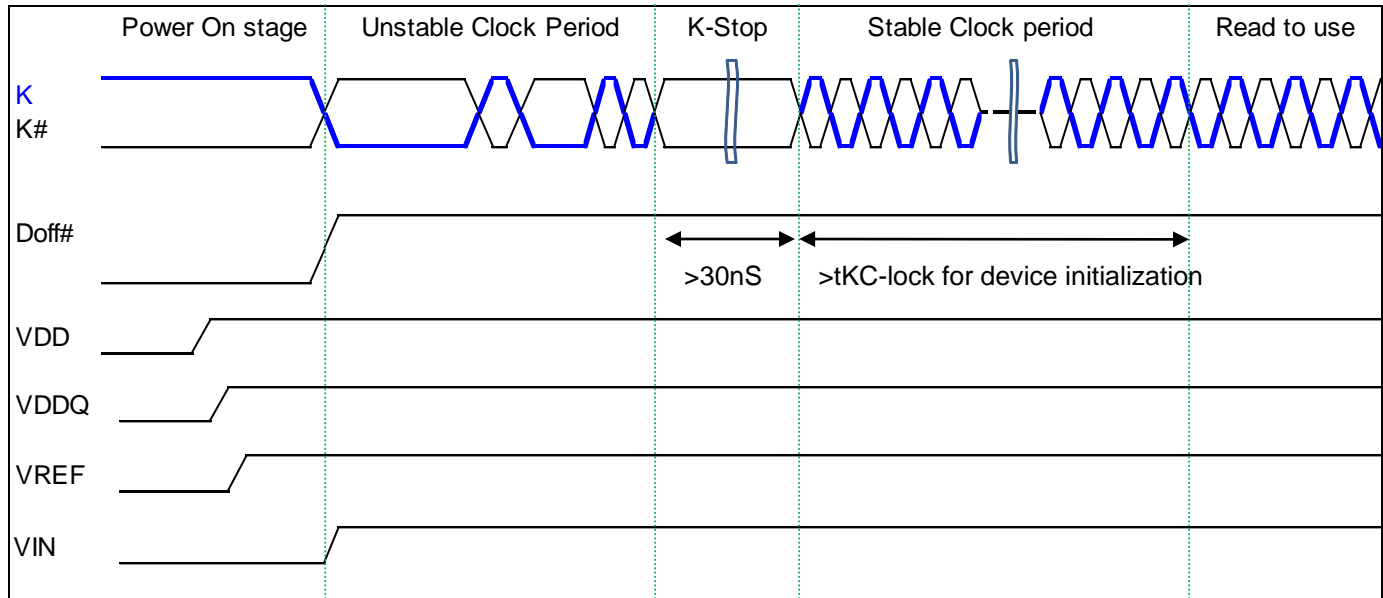 Power On stage Unstable Clock Period K-Stop Stable Clock period Read to use
K
K#
Doff#
>30nS >tKC-lock for device initialization
VDD
VDDQ
VREF
VIN